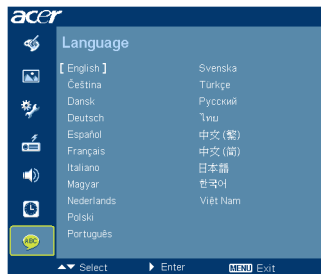 acer
Language
[ English ]
Čeština
Dansk
Deutsch
Español
Français
Italiano
Magyar
Nederlands
Polski
Português
Svenska
Türkçe
Русский
ไทย
中文 (繁)
中文 (简)
日本語
한국어
Việt Nam
ABC
Select Enter MENU Exit